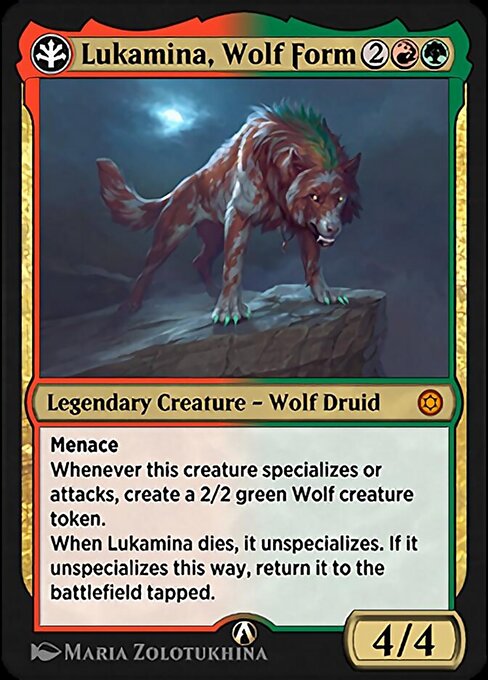 Lukamina, Wolf Form 2
Legendary Creature – Wolf Druid
Menace
Whenever this creature specializes or
attacks, create a 2/2 green Wolf creature
token.
When Lukamina dies, it unspecializes. If it
unspecializes this way, return it to the
battlefield tapped.
4/4
Maria Zolotukhina